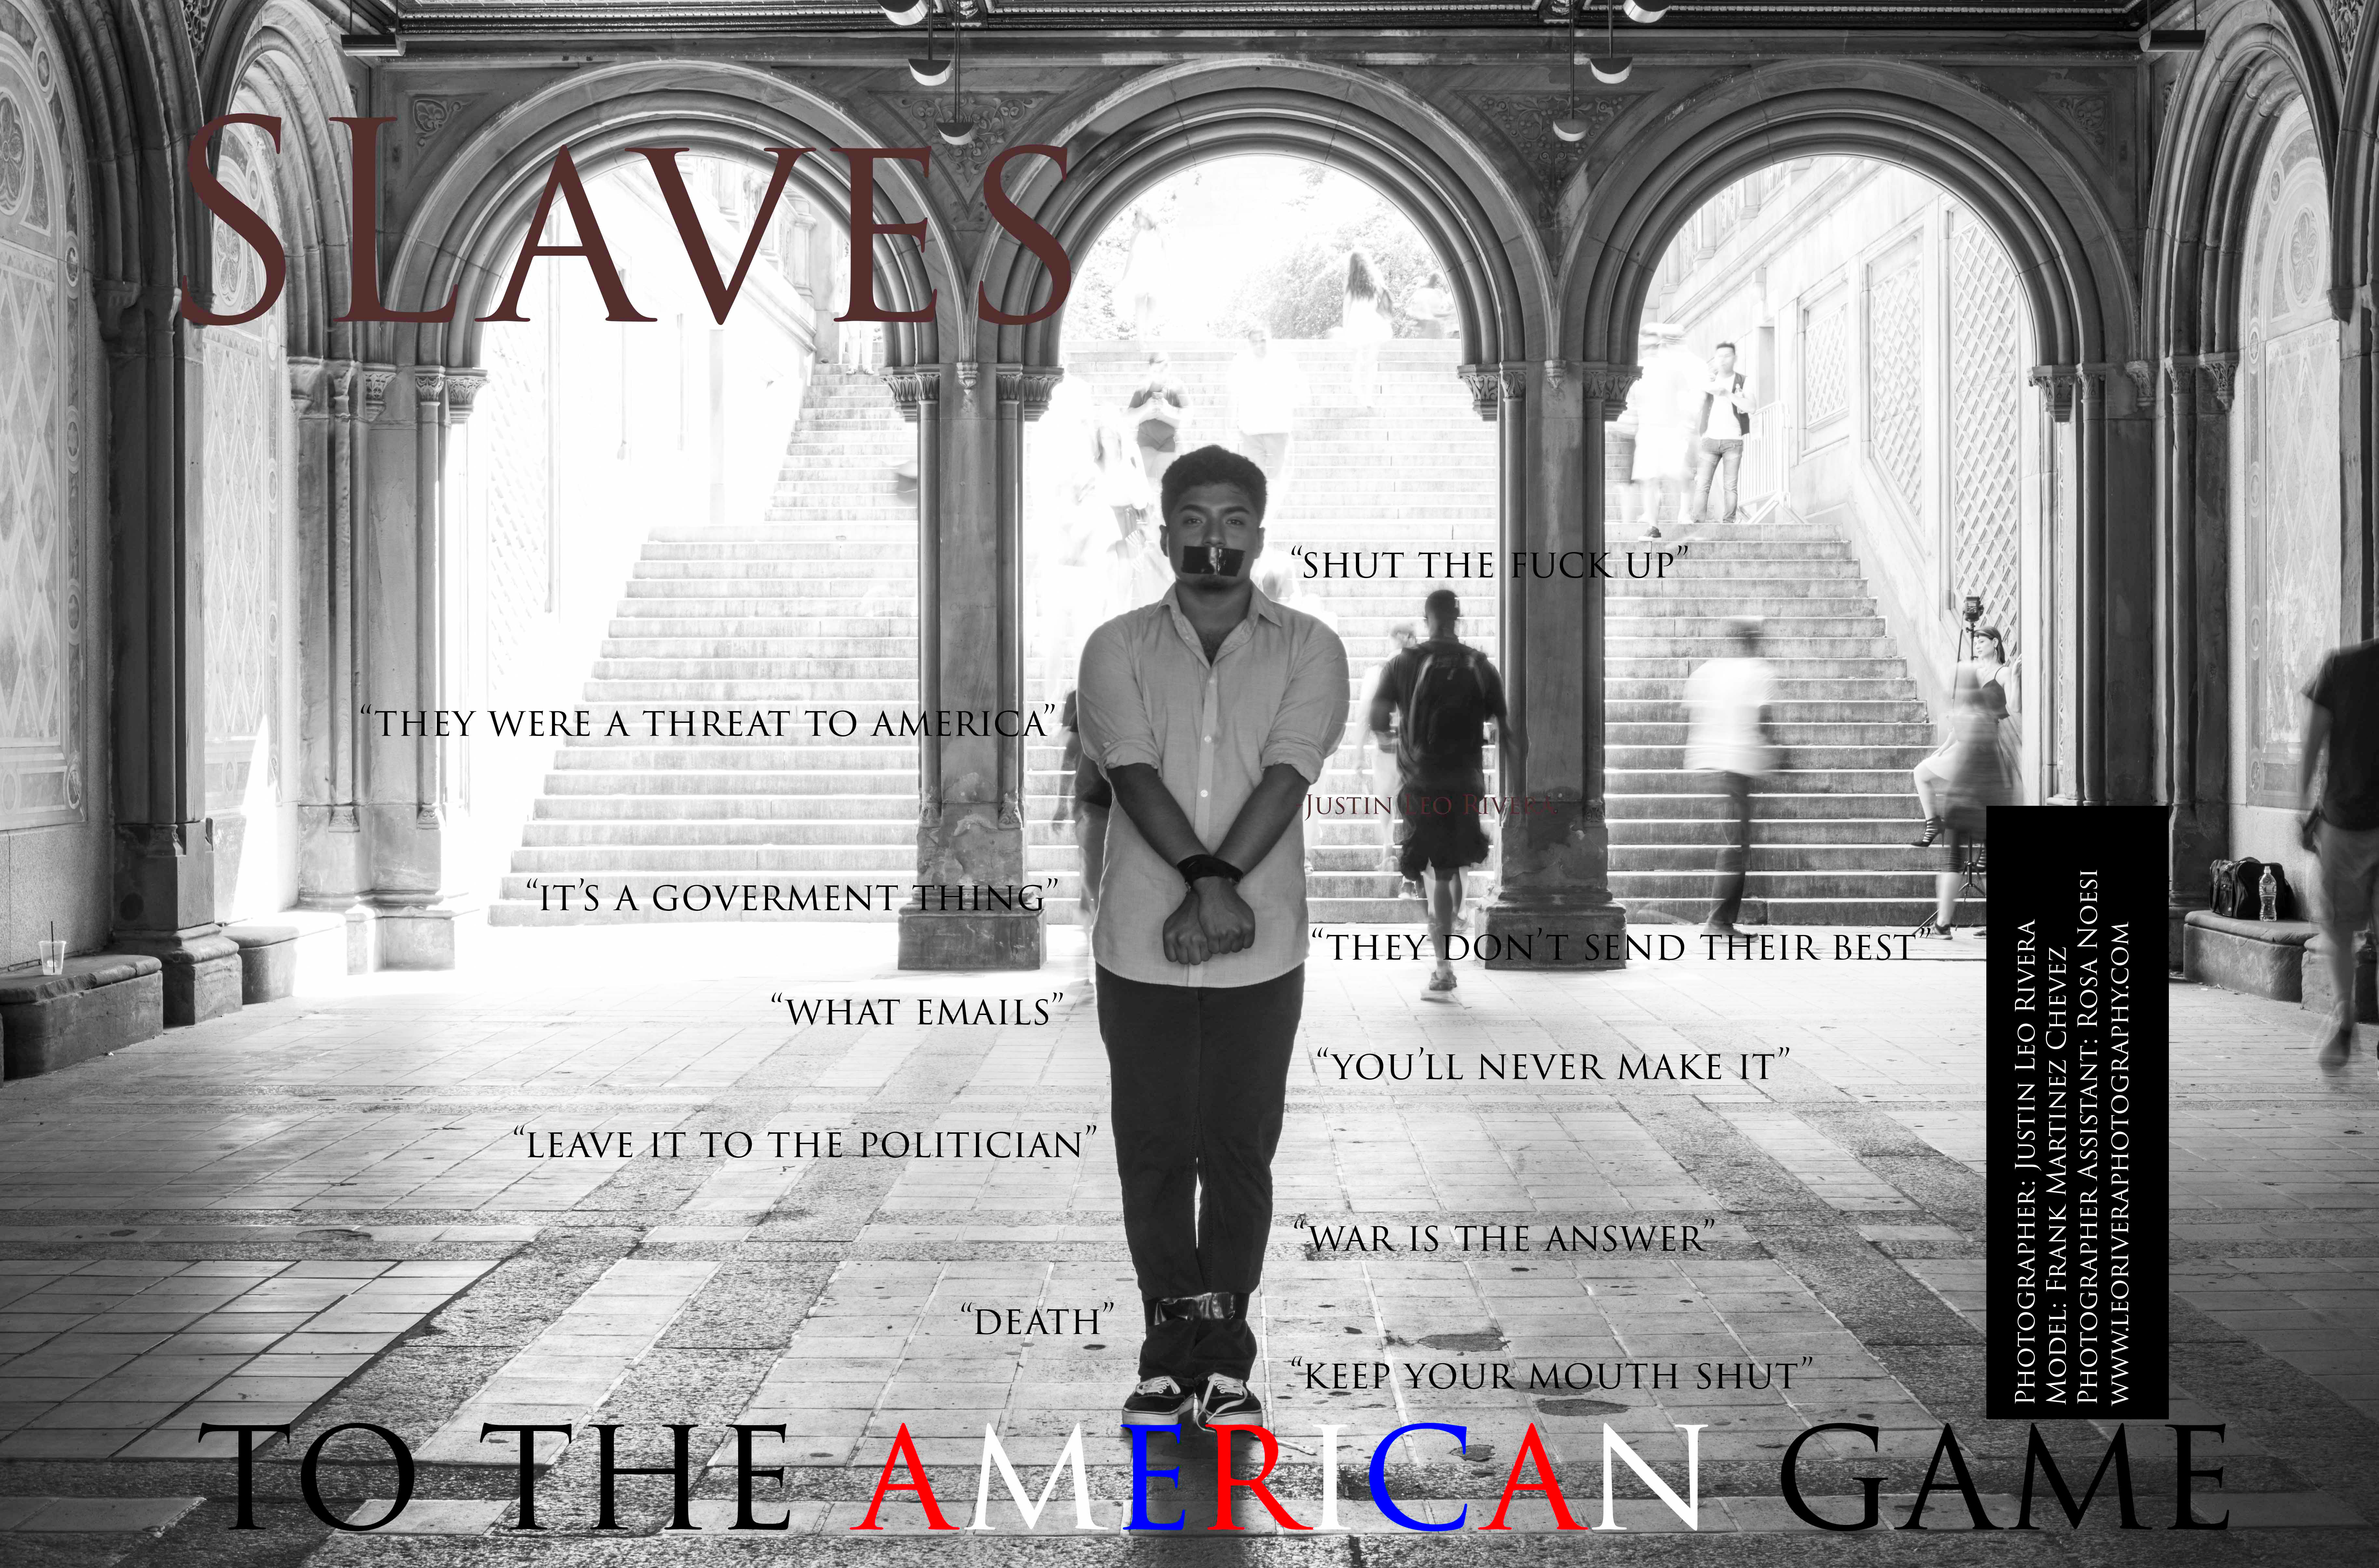 SLAVES
“SHUT THE FUCK UP”
“THEY WERE A THREAT TO AMERICA”
JUSTIN LEO RIVERA
“IT’S A GOVERMENT THING”
“THEY DON’T SEND THEIR BEST”
“WHAT EMAILS”
“YOU’LL NEVER MAKE IT”
“LEAVE IT TO THE POLITICIAN”
“WAR IS THE ANSWER”
“DEATH”
“KEEP YOUR MOUTH SHUT”
TO THE AMERICAN GAME
PHOTOGRAPHER: JUSTIN LEO RIVERA
MODEL: FRANK MARTINEZ CHEVEZ
PHOTOGRAPHER ASSISTANT: ROSA NOESI
WWW.LEORIVERAPHOTOGRAPHY.COM